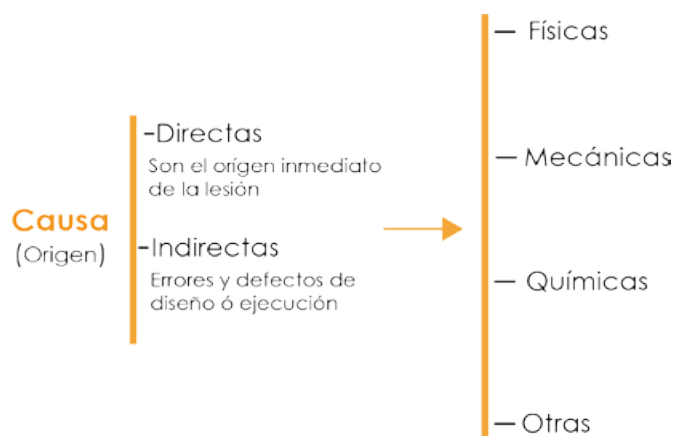 Causa
(Origen)
-Directas
Son el orígen inmediato
de la lesión
-Indirectas
Errores y defectos de
diseño ó ejecución
— Físicas
— Mecánicas
— Químicas
— Otras